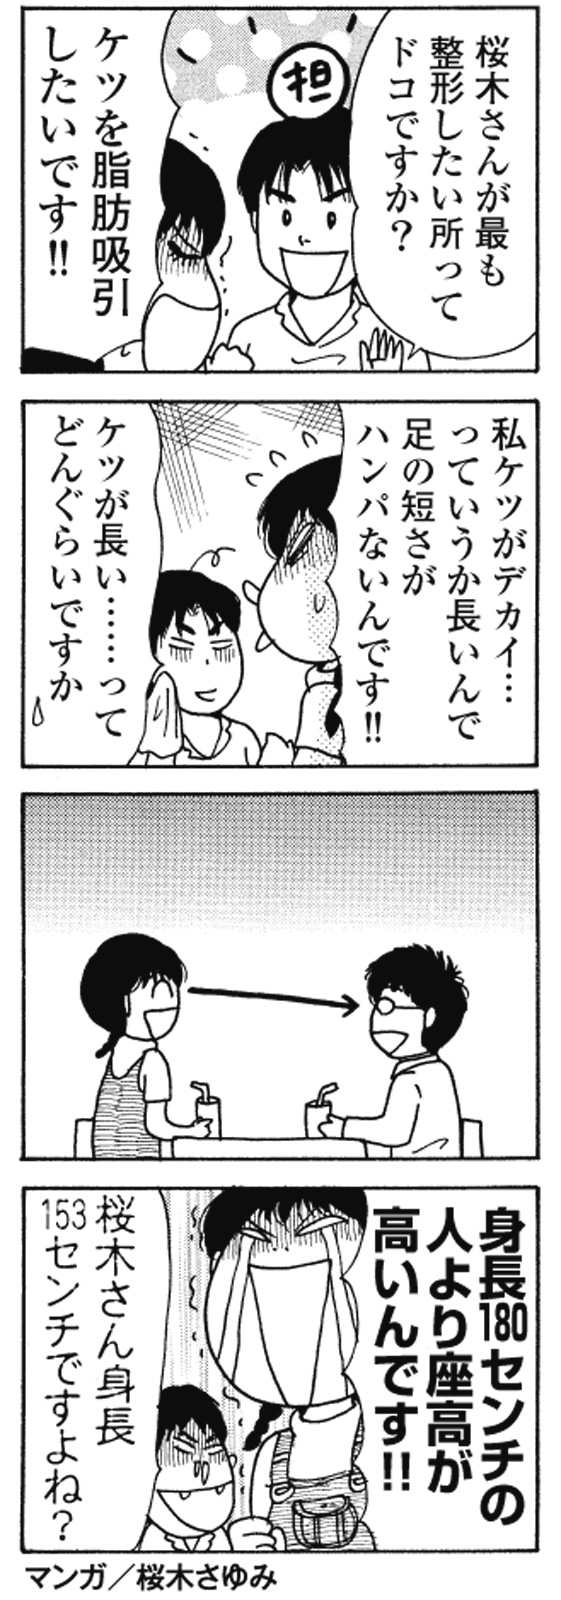 桜木さんが最も
整形したい所って
ドコですか？
担
ケツを脂肪吸引
したいです!!
私ケツがデカイ…
っていうか長いんで
足の短さが
ハンパないんです!!
ケツが長い……って
どんぐらいですか
身長180センチの
人より座高が
高いんです!!
桜木さん身長
153センチですよね？
マンガ／桜木さゆみ